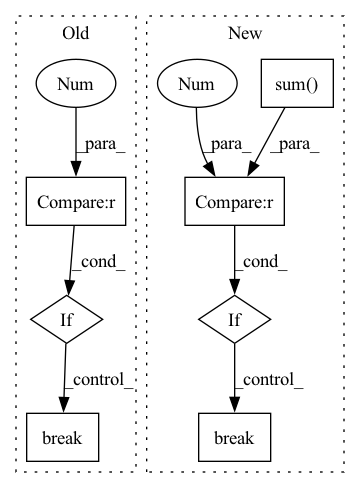 Old
New
Num
Num
sum()
_para_
_para_
_para_
Compare:r
Compare:r
_cond_
_cond_
If
If
_control_
_control_
break
break